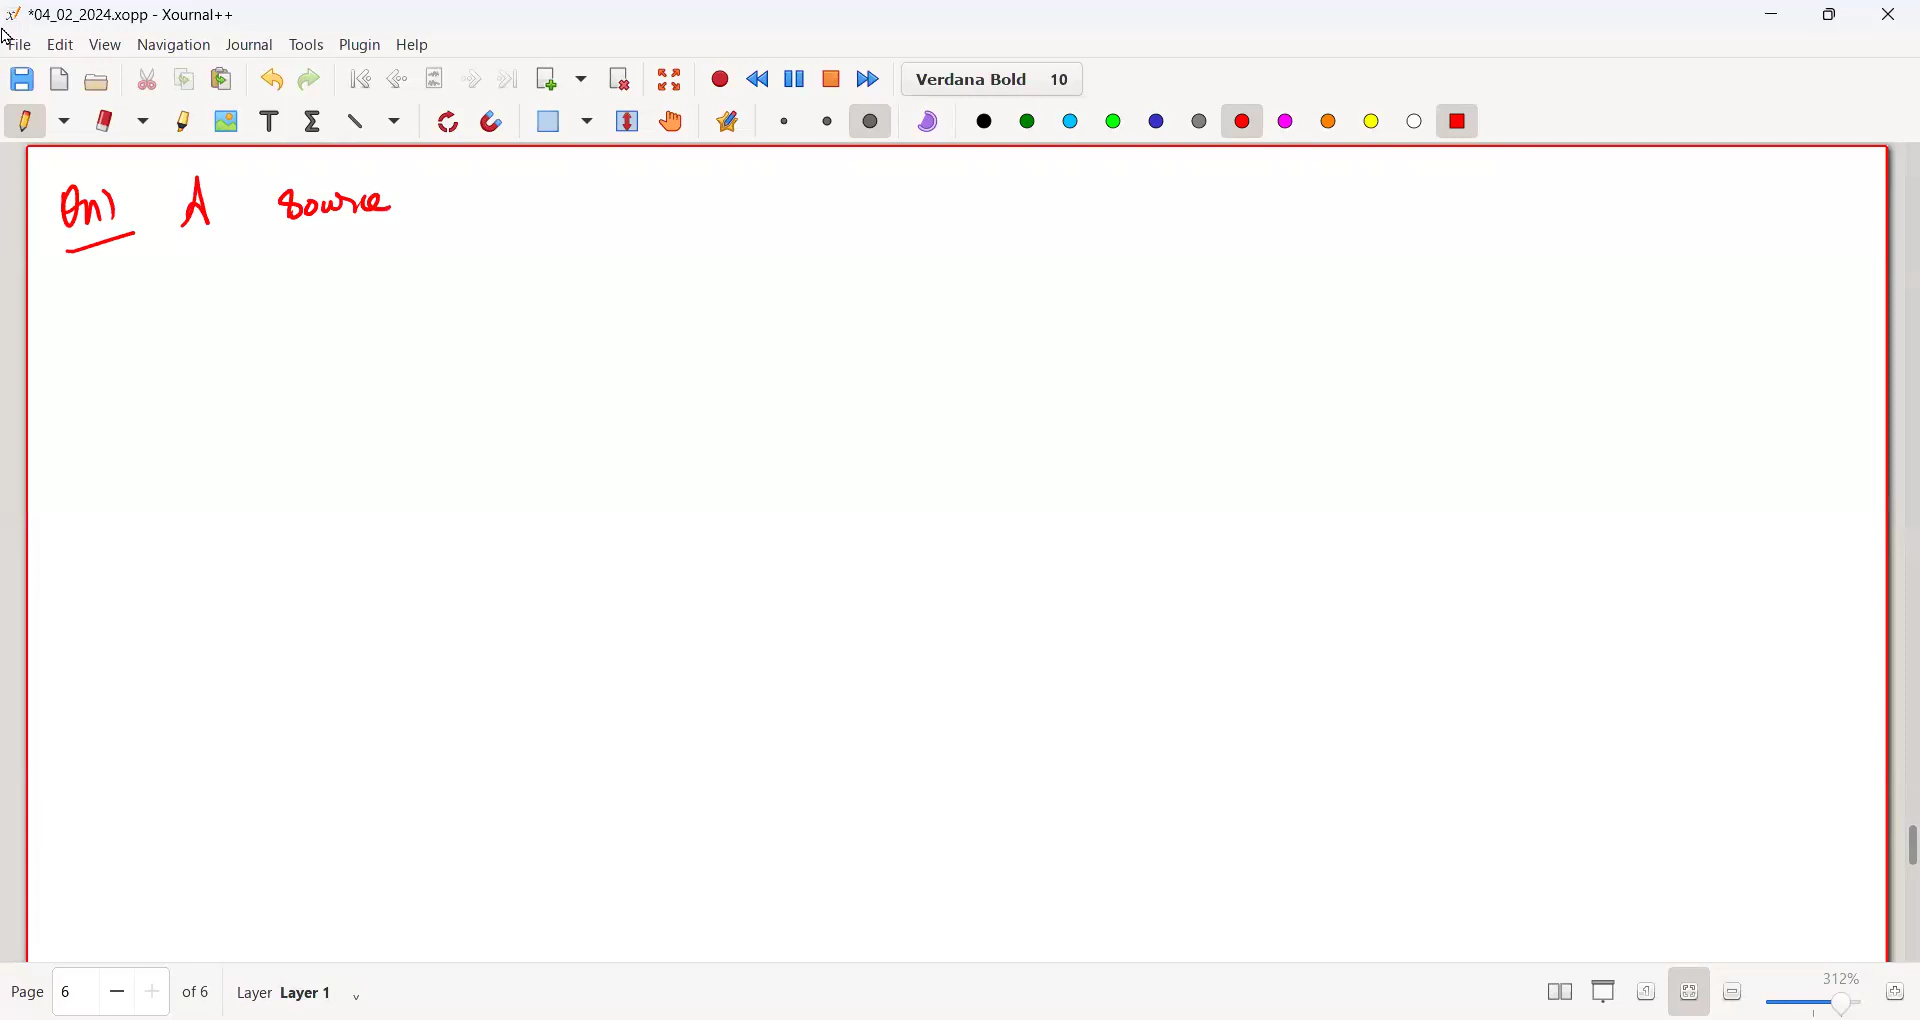 *04_02_2024.xopp - Xournal++
File Edit View Navigation Journal Tools Plugin Help
Verdana Bold 10
Qn) A source
Page 6 of 6 Layer Layer 1 312%